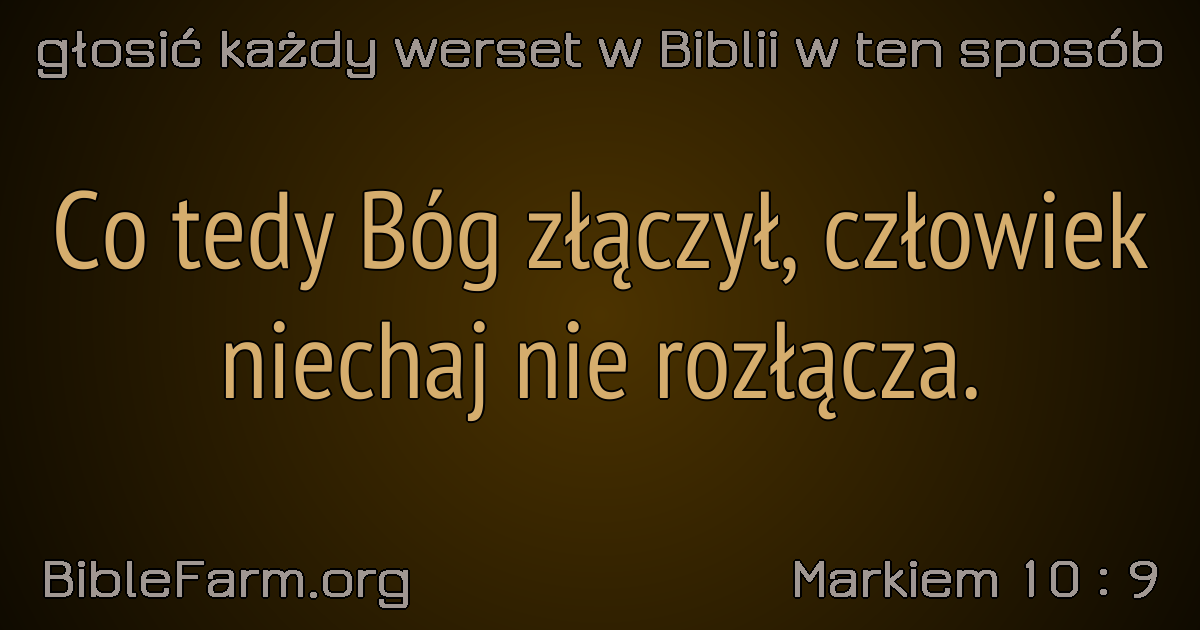 głosić każdy werset w Biblii w ten sposób
Co tedy Bóg złączył, człowiek
niechaj nie rozłącza.
BibleFarm.org
Markiem 10 : 9